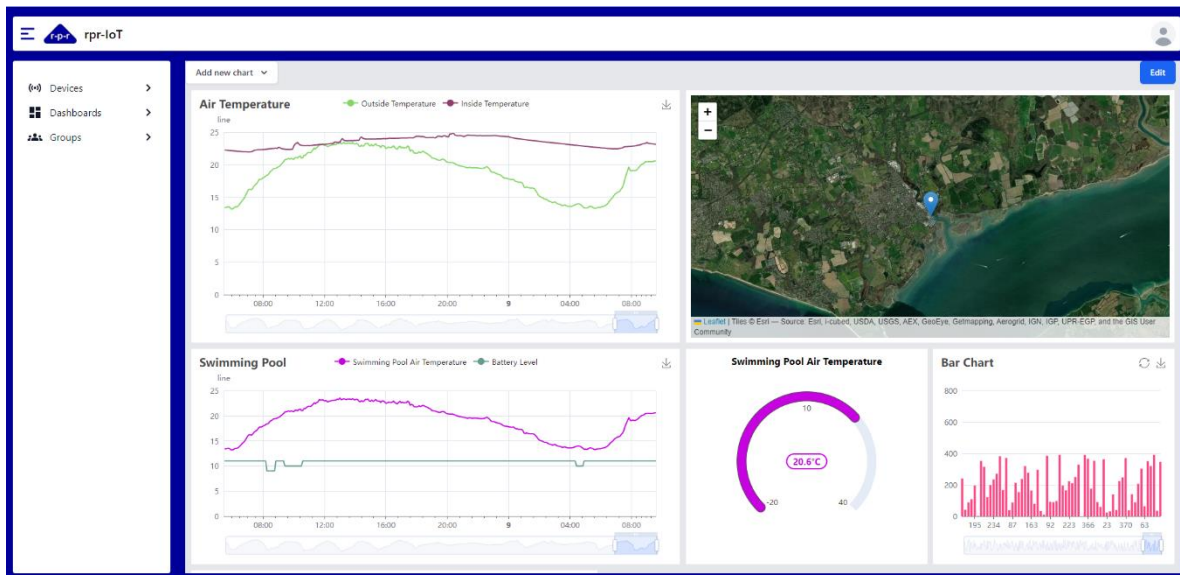 r-p-r rpr-IoT
Devices
Dashboards
Groups
Add new chart
Edit
Air Temperature
Outside Temperature Inside Temperature
line
25
20
15
10
5
0
08:00 12:00 16:00 20:00 9 04:00 08:00
+
−
Leaflet | Tiles © Esri — Source: Esri, i-cubed, USDA, USGS, AEX, GeoEye, Getmapping, Aerogrid, IGN, IGP, UPR-EGP, and the GIS User
Community
Swimming Pool
Swimming Pool Air Temperature Battery Level
line
25
20
15
10
5
0
08:00 12:00 16:00 20:00 9 04:00 08:00
Swimming Pool Air Temperature
10
20.6°C
-20 40
Bar Chart
800
600
400
200
0
195 234 87 163 92 223 366 23 370 63